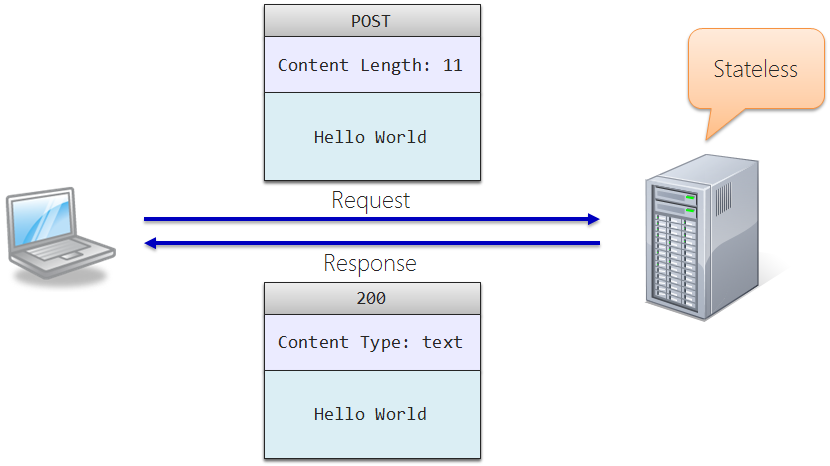 POST
Content Length: 11
Hello World
Stateless
Request
Response
200
Content Type: text
Hello World